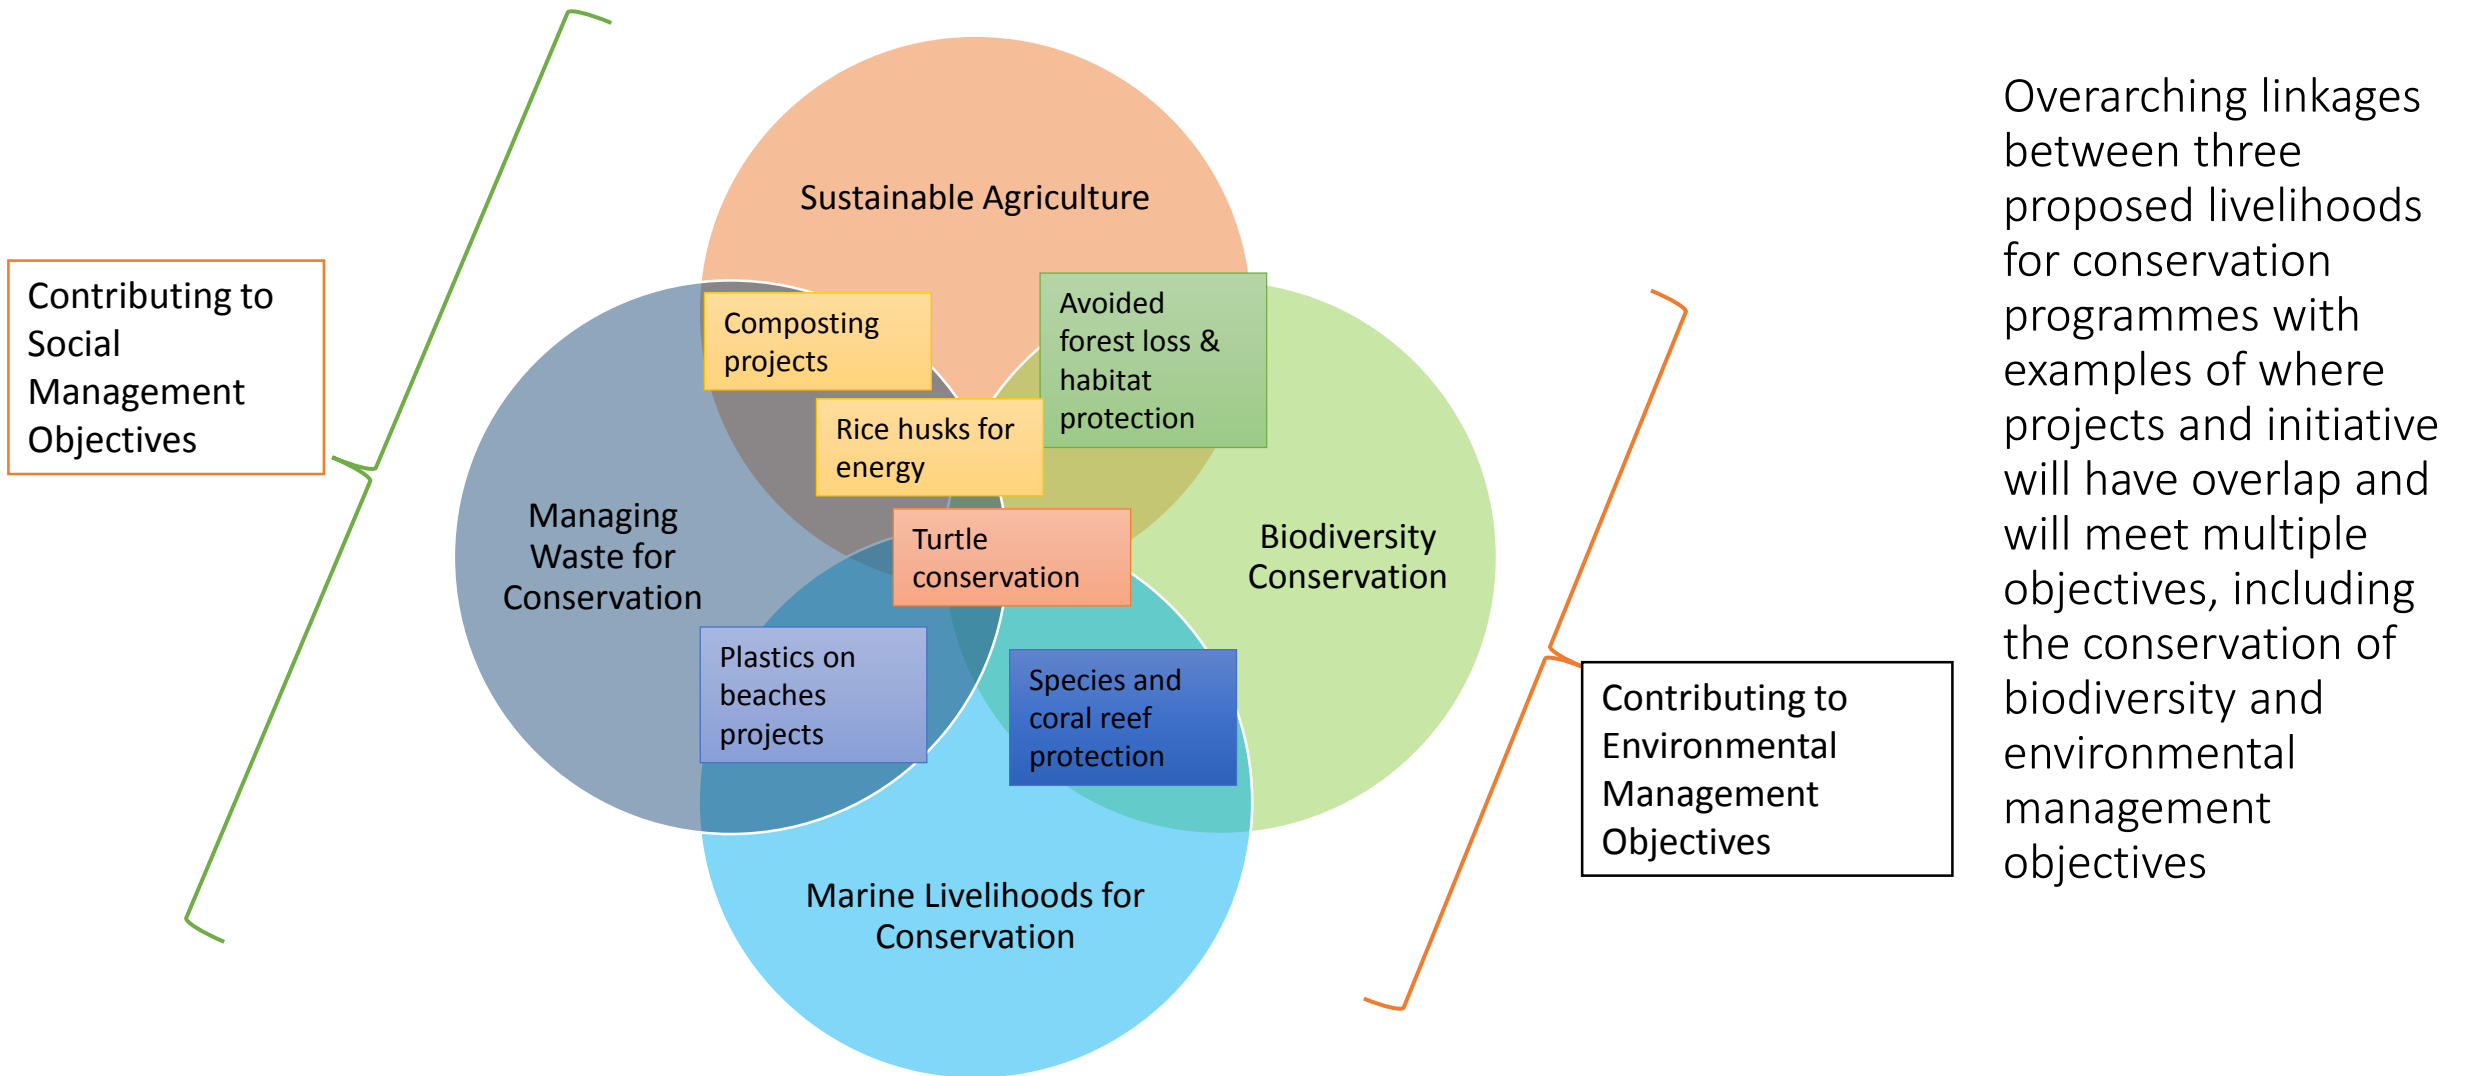 Sustainable Agriculture
Contributing to
Social
Management
Objectives
Composting
projects
Avoided
forest loss &
habitat
protection
Rice husks for
energy
Managing
Waste for
Conservation
Turtle
conservation
Biodiversity
Conservation
Plastics on
beaches
projects
Species and
coral reef
protection
Marine Livelihoods for
Conservation
Contributing to
Environmental
Management
Objectives
Overarching linkages
between three
proposed livelihoods
for conservation
programmes with
examples of where
projects and initiative
will have overlap and
will meet multiple
objectives, including
the conservation of
biodiversity and
environmental
management
objectives